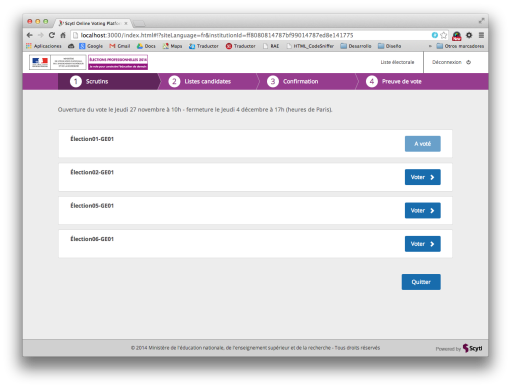 Scytl Online Voting Platfor
localhost:3000/index.html#?siteLanguage=fr&institutionId=ff8080814787bf99014787ed8e141775
Aplicaciones Google Gmail Docs Maps Traductor Traductor RAE HTML_CodeSniffer Desarrollo Diseño » Otros marcadores
ÉLECTIONS PROFESSIONNELLES 2014
Liste électorale Déconnexion
1 Scrutins 2 Listes candidates 3 Confirmation 4 Preuve de vote
Ouverture du vote le jeudi 27 novembre à 10h - fermeture le jeudi 4 décembre à 17h (heures de Paris).
Élection01-GE01 A voté
Élection02-GE01 Voter
Élection05-GE01 Voter
Élection06-GE01 Voter
Quitter
© 2014 Ministère de l'éducation nationale, de l'enseignement supérieur et de la recherche - Tous droits réservés
Powered by Scytl